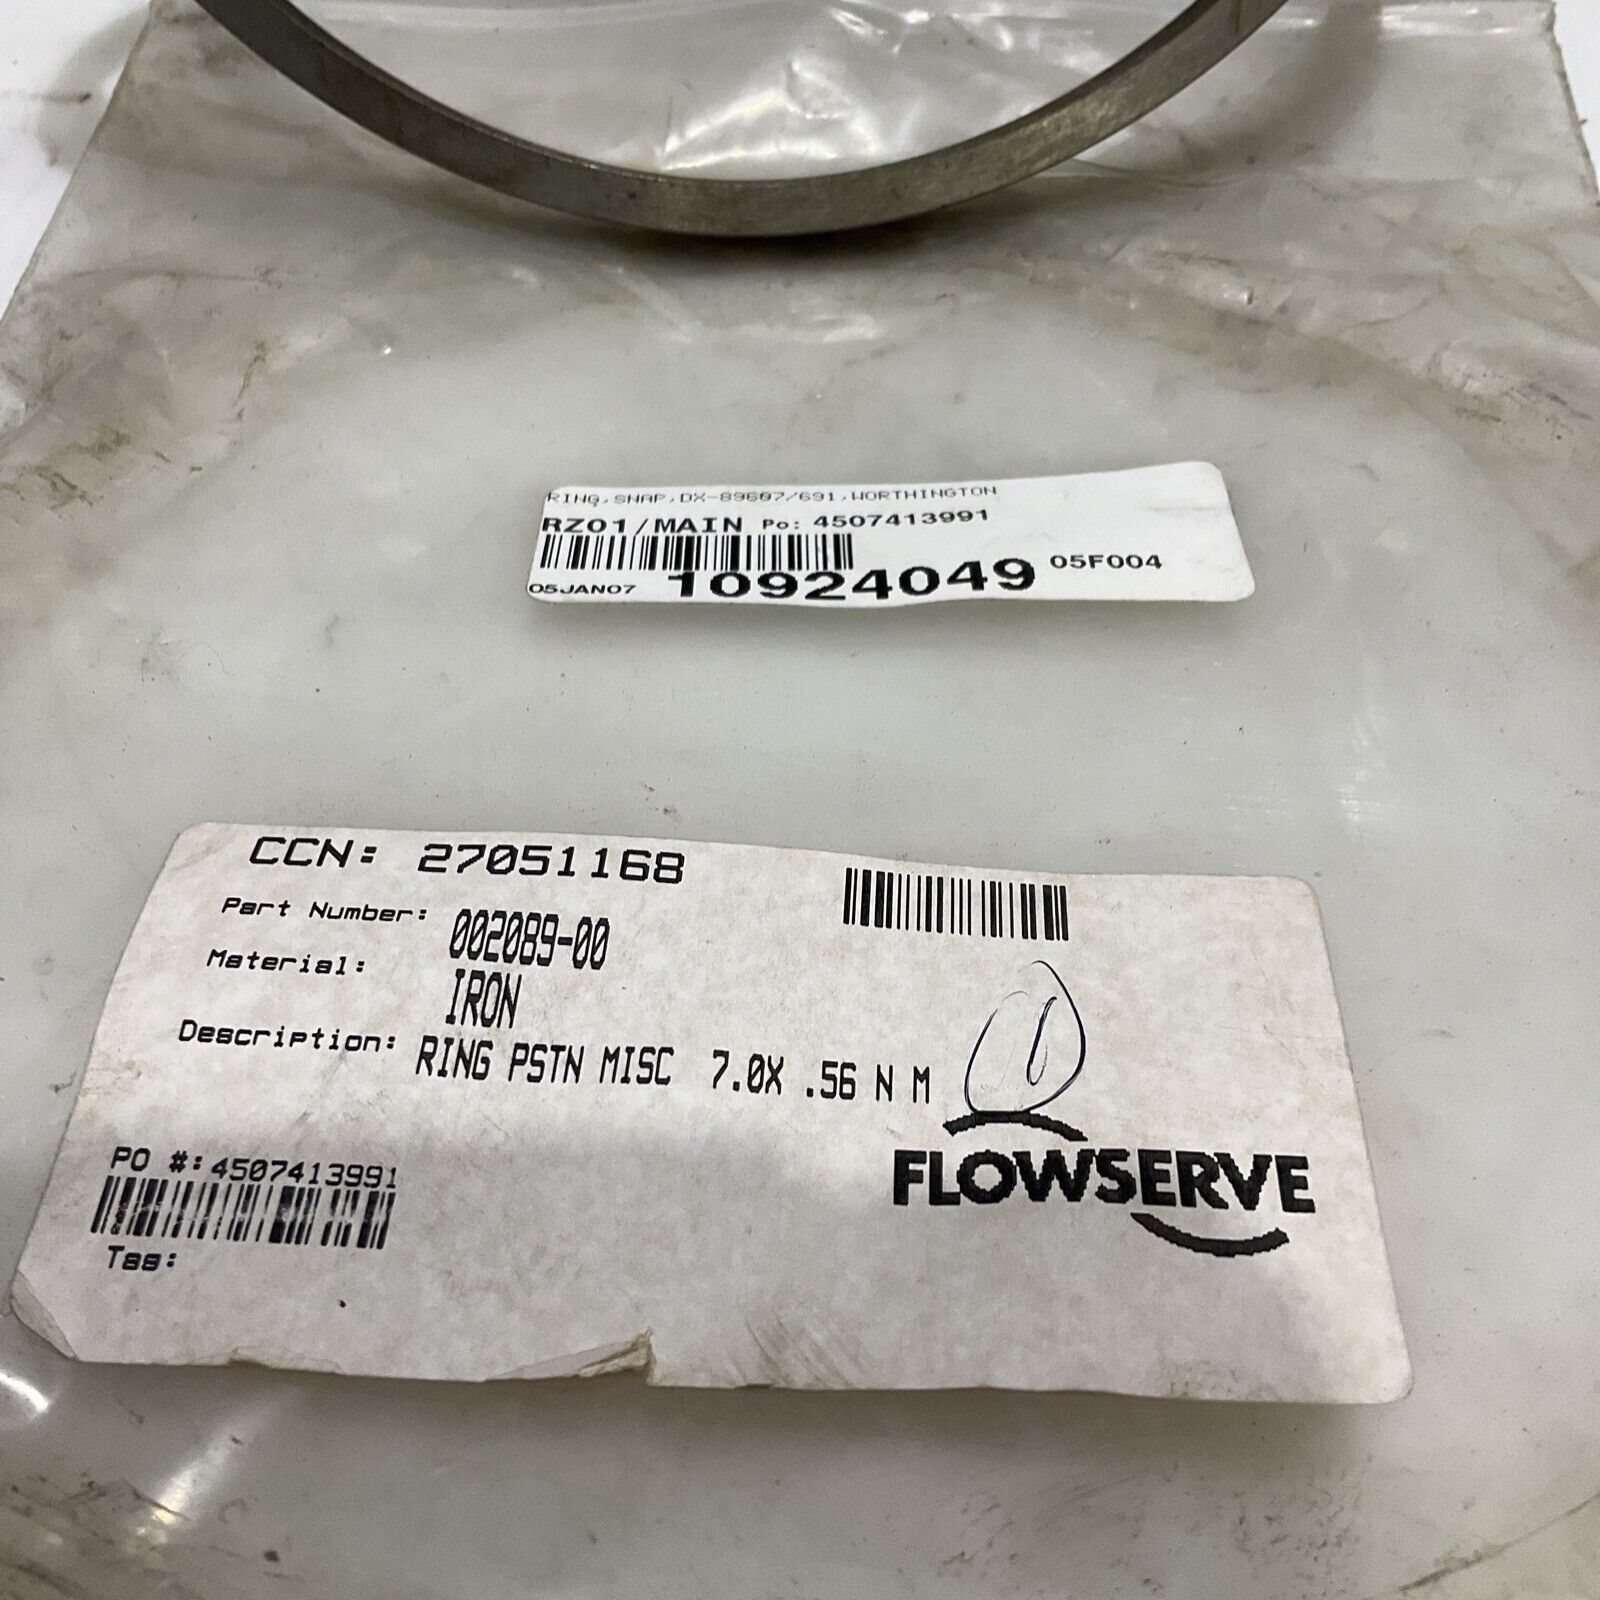 RING,SNAP,DX-89607/691,WORTHINGTON
RZ01/MAIN Po: 4507413991
05JAN07 10924049 05F004
CCN: 27051168
Part Number: 002089-00
Material: IRON
Description: RING PSTN MISC 7.0X .56 N M
1
FLOWSERVE
PO #: 4507413991
Tag: